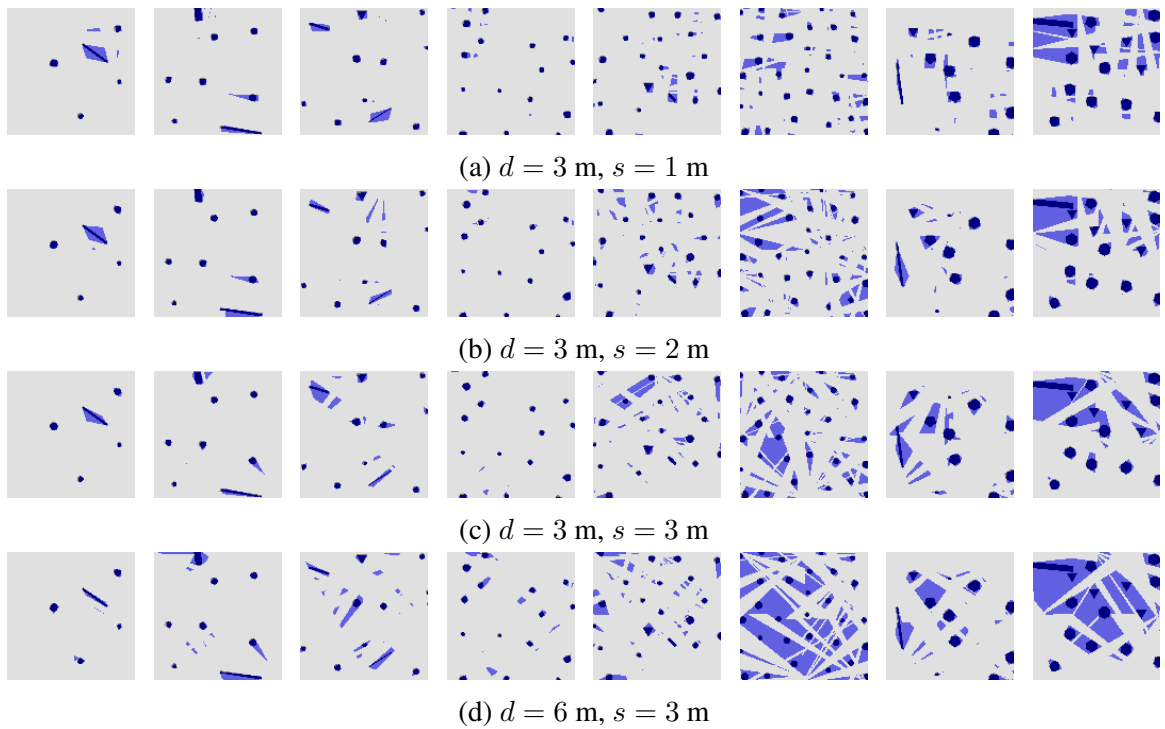 (a) d = 3 m, s = 1 m
(b) d = 3 m, s = 2 m
(c) d = 3 m, s = 3 m
(d) d = 6 m, s = 3 m